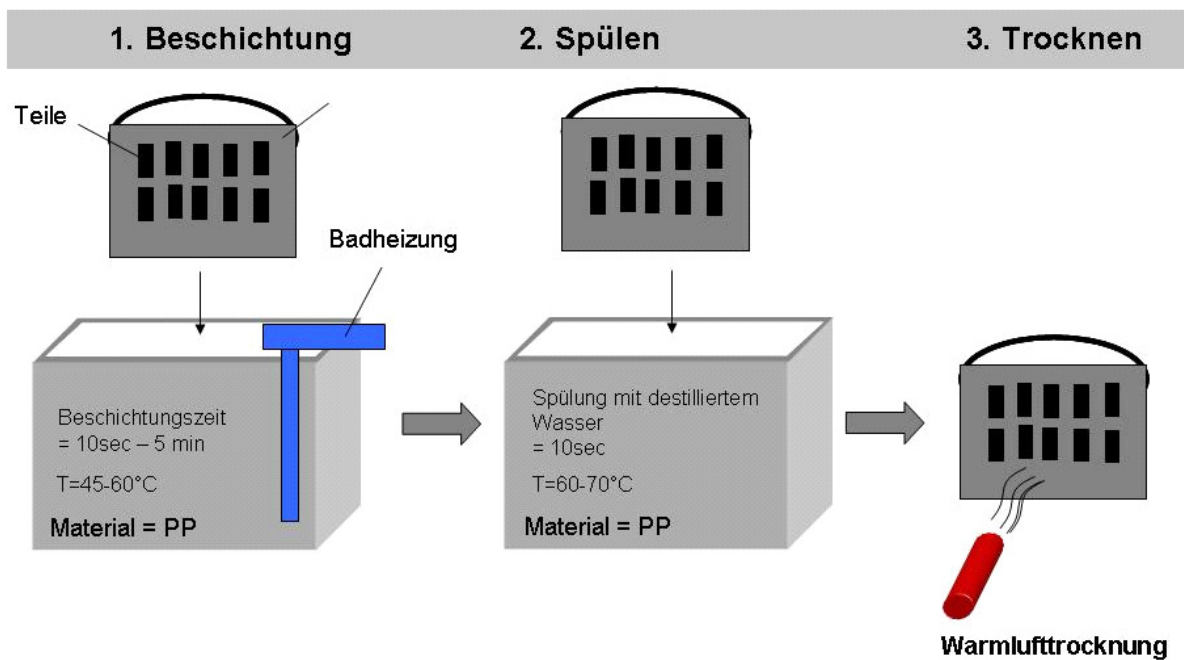 1. Beschichtung
2. Spülen
3. Trocknen
Teile
Badheizung
Beschichtungszeit
= 10sec – 5 min
T=45-60°C
Material = PP
Spülung mit destilliertem
Wasser
= 10sec
T=60-70°C
Material = PP
Warmlufttrocknung